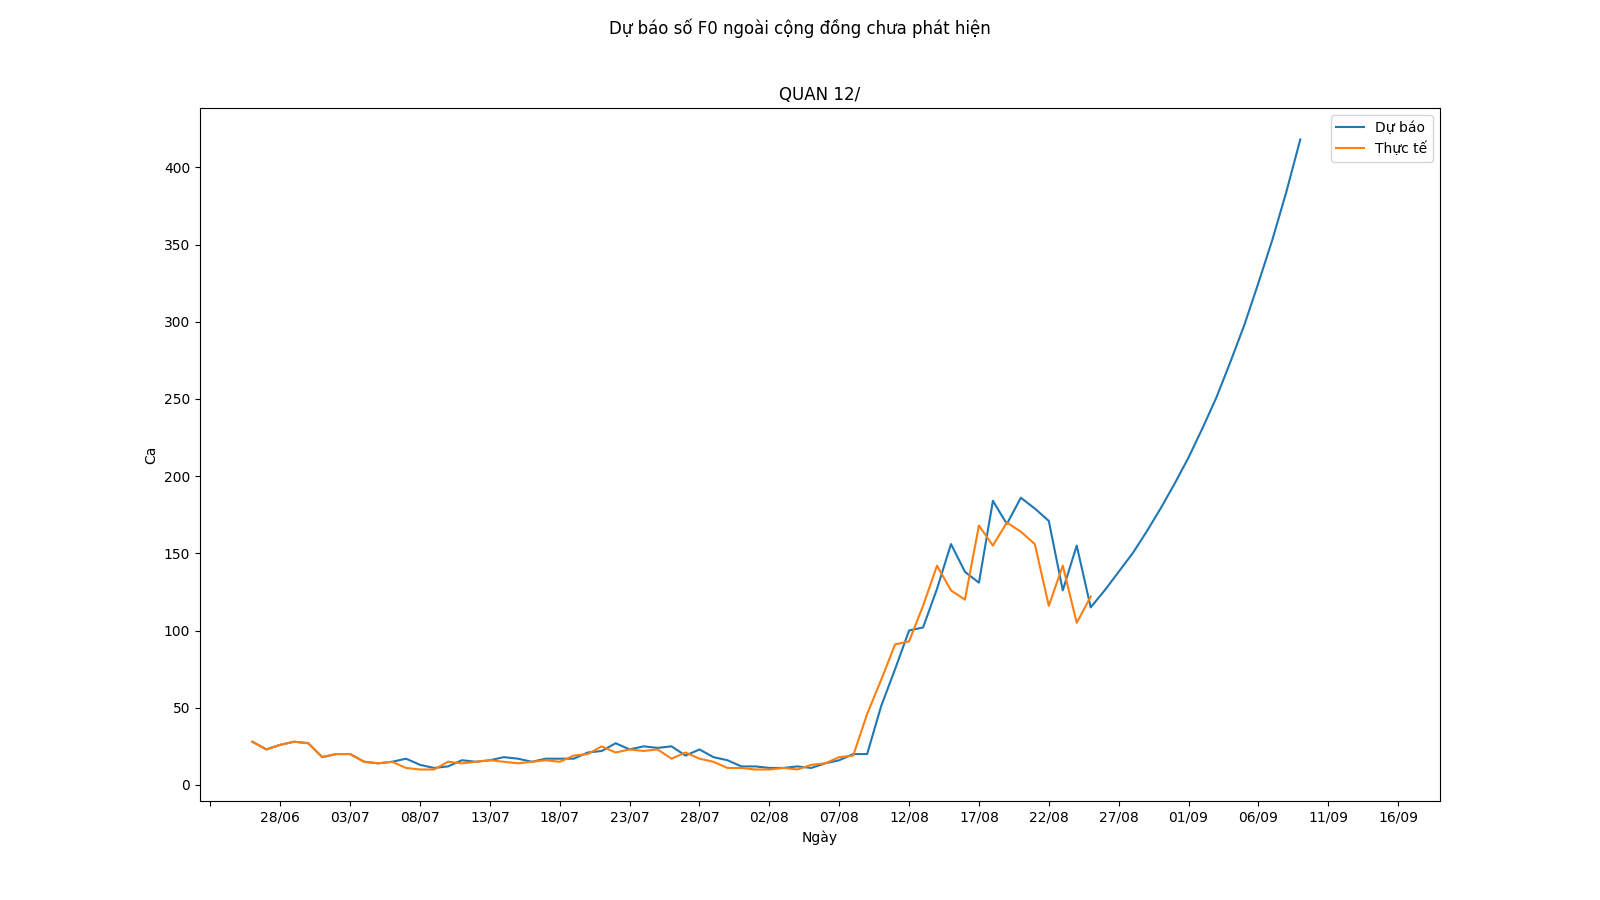 Dự báo số F0 ngoài cộng đồng chưa phát hiện
QUAN 12/
Dự báo
Thực tế
400
350
300
250
200
150
100
50
0
Ca
28/06 03/07 08/07 13/07 18/07 23/07 28/07 02/08 07/08 12/08 17/08 22/08 27/08 01/09 06/09 11/09 16/09
Ngày